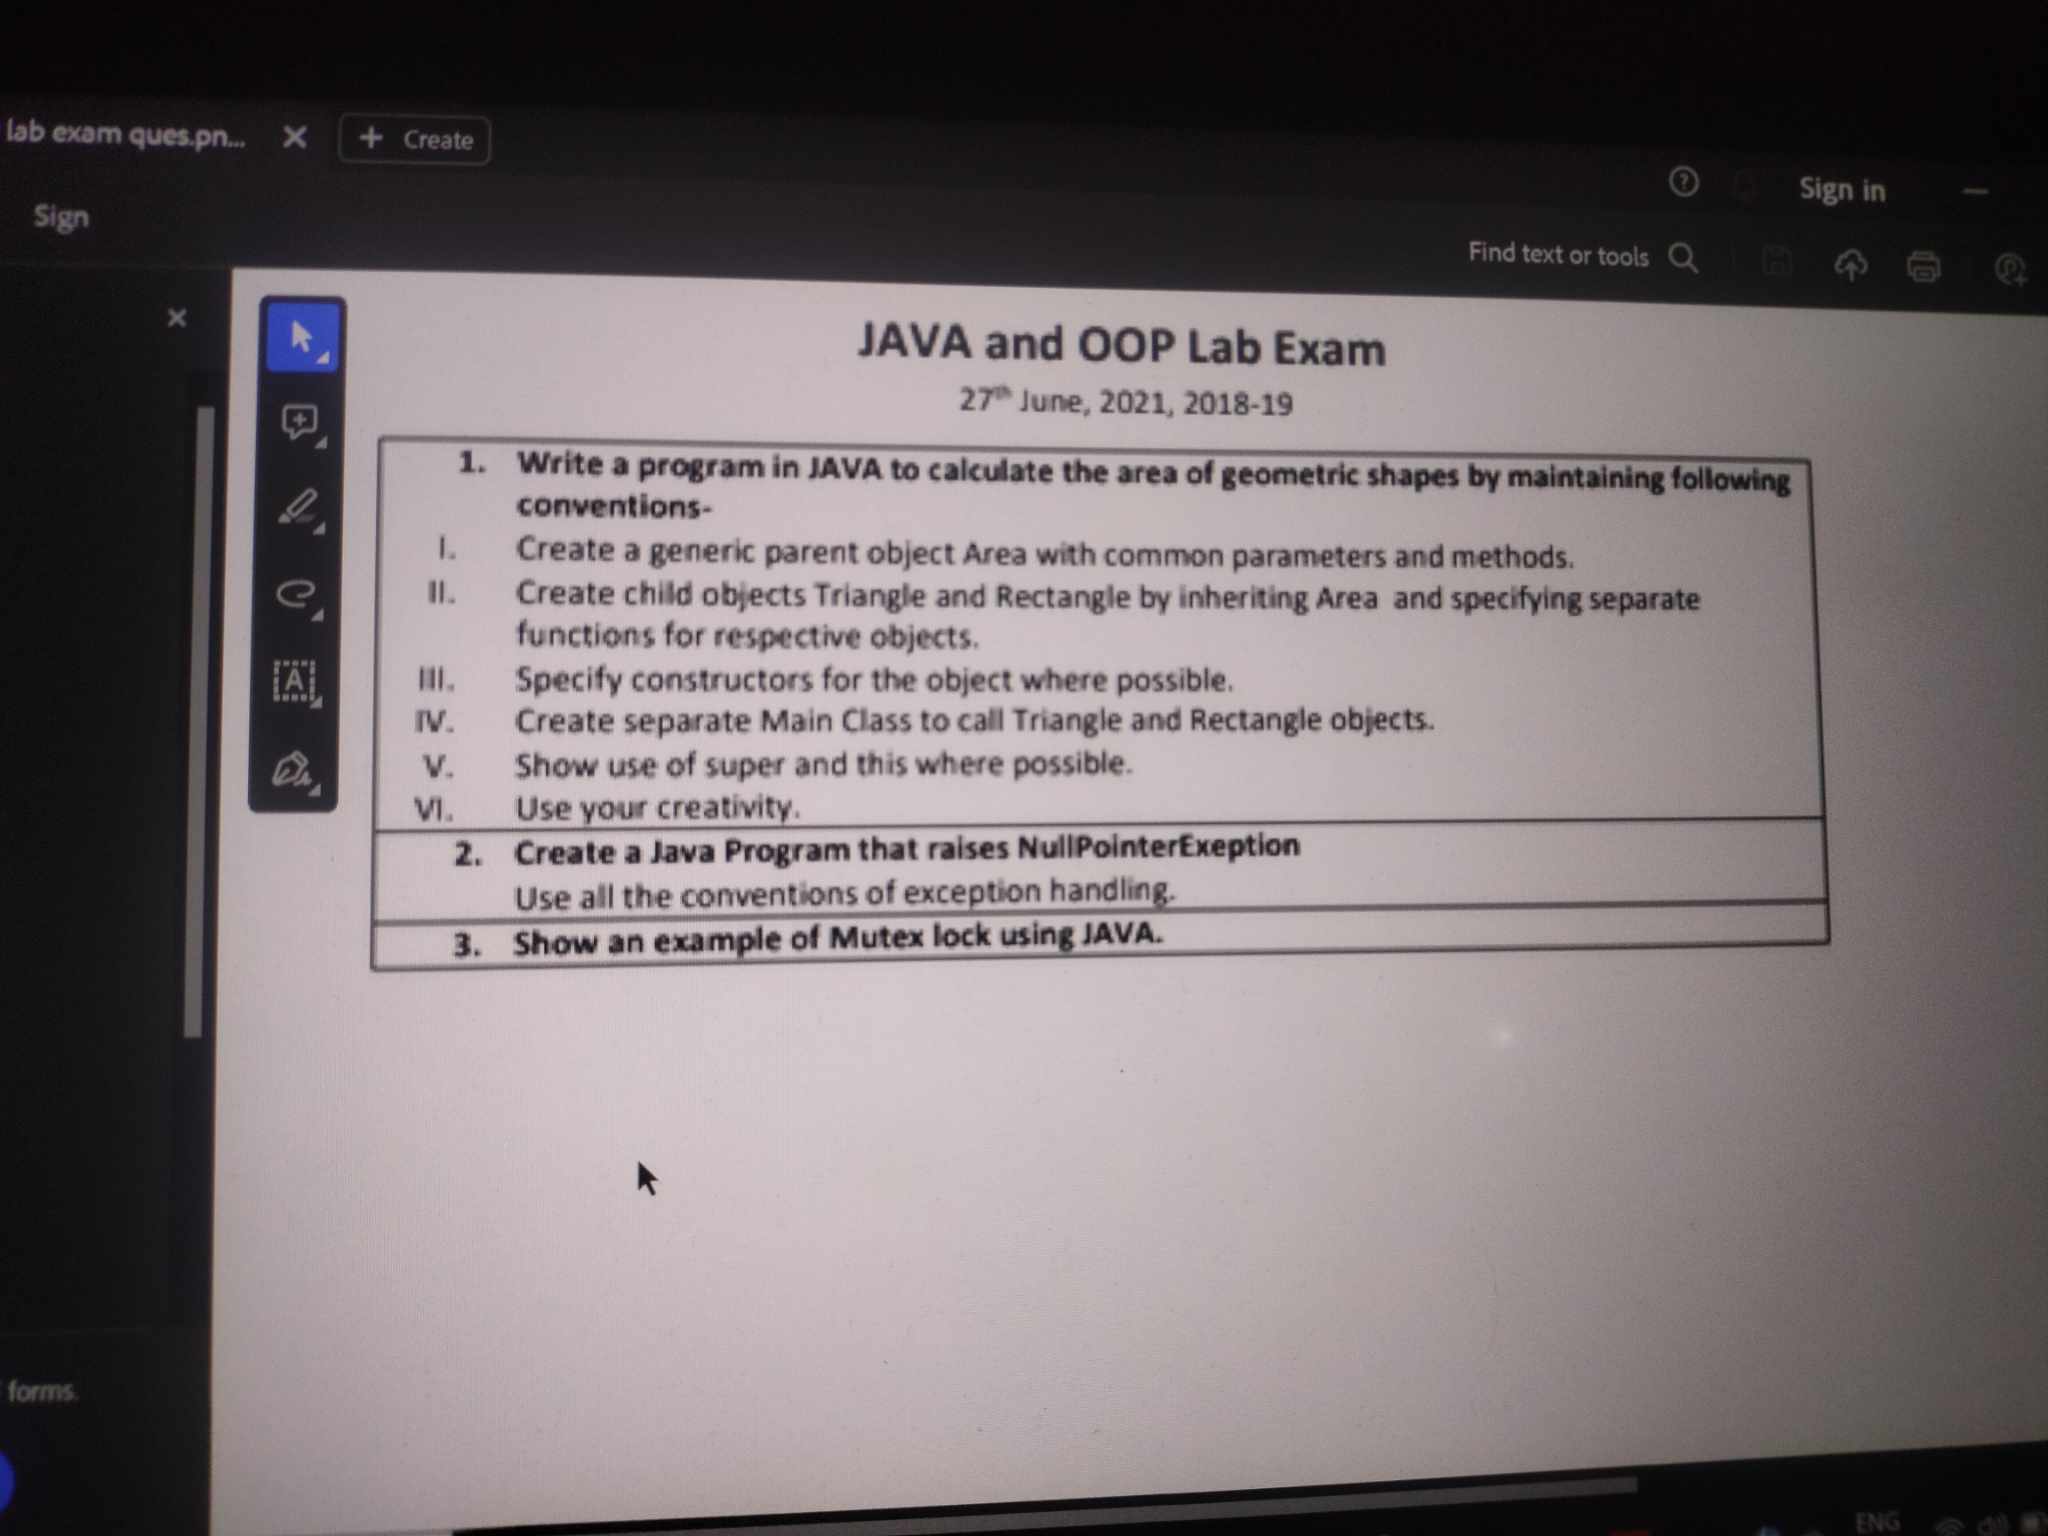 lab exam ques.pn...
Create
Sign in
Sign
Find text or tools
JAVA and OOP Lab Exam
27th June, 2021, 2018-19
1. Write a program in JAVA to calculate the area of geometric shapes by maintaining following
conventions-
I. Create a generic parent object Area with common parameters and methods.
II. Create child objects Triangle and Rectangle by inheriting Area and specifying separate
functions for respective objects.
III. Specify constructors for the object where possible.
IV. Create separate Main Class to call Triangle and Rectangle objects.
V. Show use of super and this where possible.
VI. Use your creativity.
2. Create a Java Program that raises NullPointerExeption
Use all the conventions of exception handling.
3. Show an example of Mutex lock using JAVA.
forms.
ENG